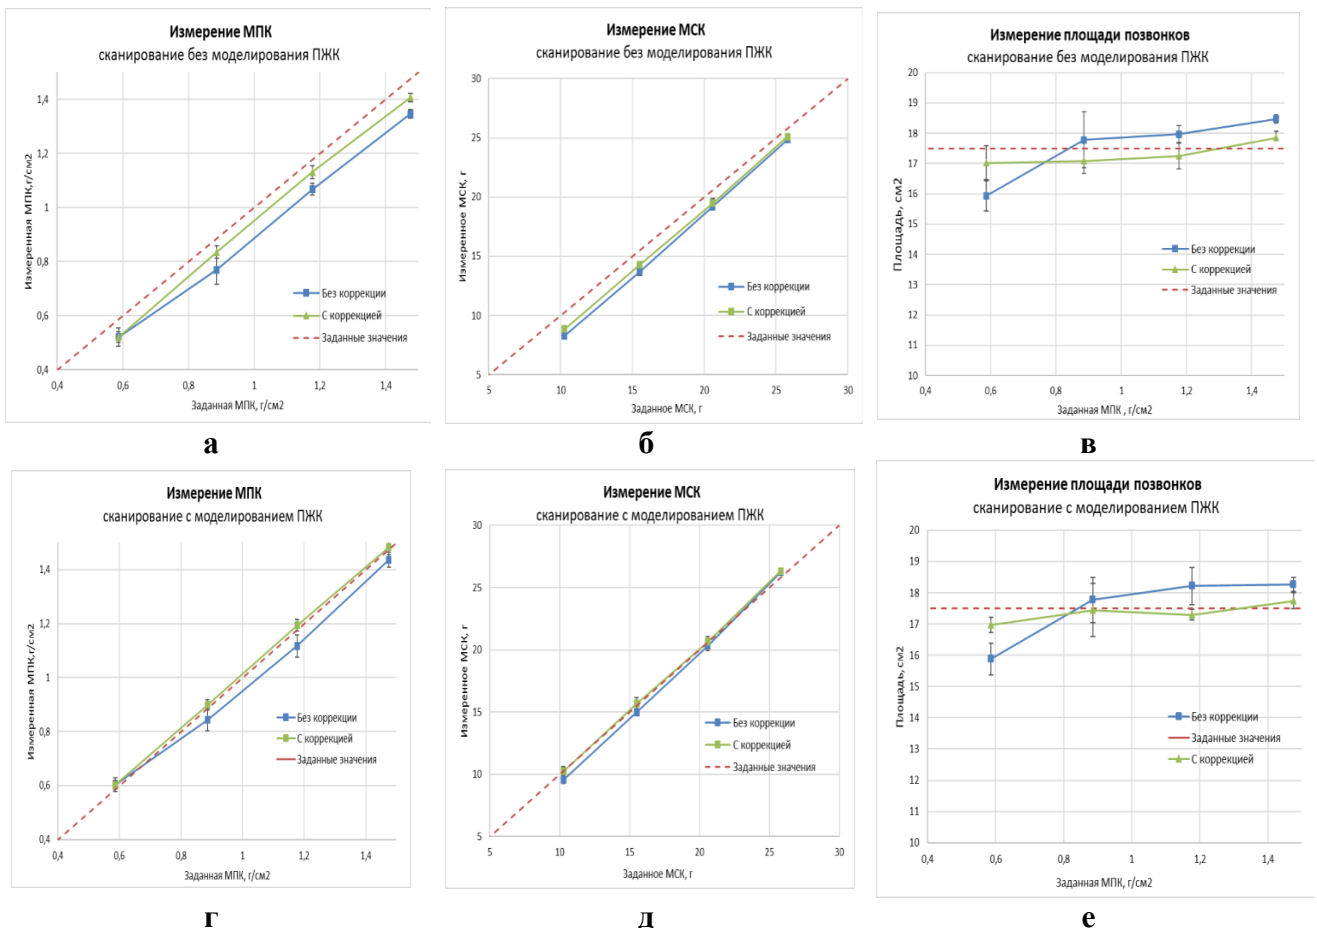 Измерение МПК
сканирование без моделирования ПЖК
Измеренная МПК,г/см2
1,4
1,2
1
0,8
0,6
0,4
0,4 0,6 0,8 1 1,2 1,4
Заданная МПК, г/см2
Без коррекции
С коррекцией
Заданные значения
а
Измерение МСК
сканирование без моделирования ПЖК
Измеренное МСК, г
30
25
20
15
10
5
5 10 15 20 25 30
Заданное МСК, г
Без коррекции
С коррекцией
Заданные значения
б
Измерение площади позвонков
сканирование без моделирования ПЖК
Площадь, см2
20
19
18
17
16
15
14
13
12
11
10
0,4 0,6 0,8 1 1,2 1,4
Заданная МПК , г/см2
Без коррекции
С коррекцией
Заданные значения
в
Измерение МПК
сканирование с моделированием ПЖК
Измеренная МПК,г/см2
1,4
1,2
1
0,8
0,6
0,4
0,4 0,6 0,8 1 1,2 1,4
Заданная МПК, г/см2
Без коррекции
С коррекцией
Заданные значения
г
Измерение МСК
сканирование с моделированием ПЖК
Измеренное МСК, г
30
25
20
15
10
5
5 10 15 20 25 30
Заданное МСК, г
Без коррекции
С коррекцией
Заданные значения
д
Измерение площади позвонков
сканирование с моделированием ПЖК
Площадь, см2
20
19
18
17
16
15
14
13
12
11
10
0,4 0,6 0,8 1 1,2 1,4
Заданная МПК, г/см2
Без коррекции
Заданные значения
С коррекцией
е